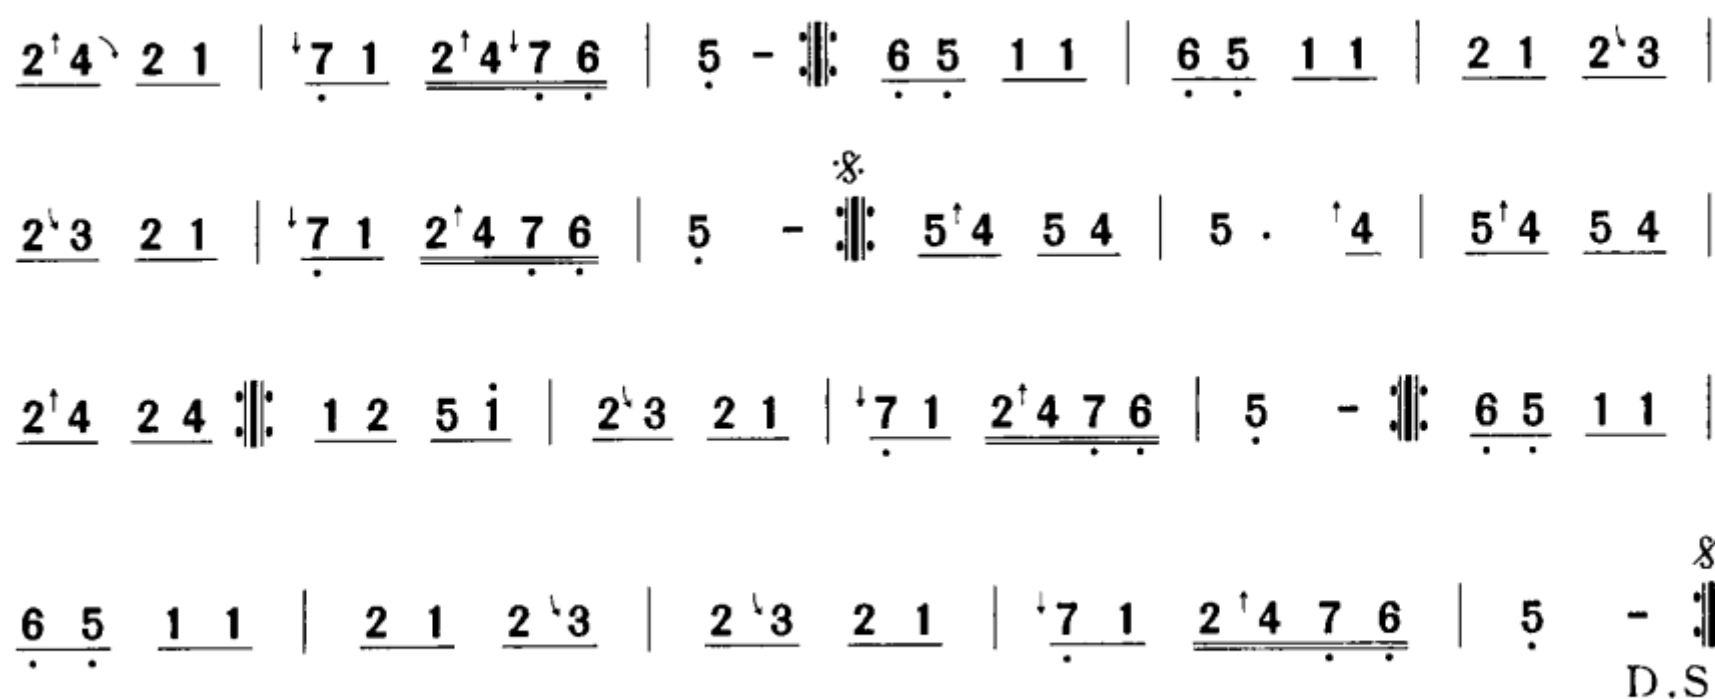 2↑4↘ 2 1 | ↓7̣ 1 2↑4↓7̣ 6̣ | 5̣ - :‖: 6̣ 5̣ 1 1 | 6̣ 5̣ 1 1 | 2 1 2↘3 |
𝄋
2↘3 2 1 | ↓7̣ 1 2↑4 7̣ 6̣ | 5̣ - :‖: 5↑4 5 4 | 5 . ↑4 | 5↑4 5 4 |
2↑4 2 4 :‖: 1 2 5 1̇ | 2↘3 2 1 | ↓7̣ 1 2↑4 7̣ 6̣ | 5̣ - :‖: 6̣ 5̣ 1 1 |
𝄋
6̣ 5̣ 1 1 | 2 1 2↘3 | 2↘3 2 1 | ↓7̣ 1 2↑4 7̣ 6̣ | 5̣ - :‖
D.S